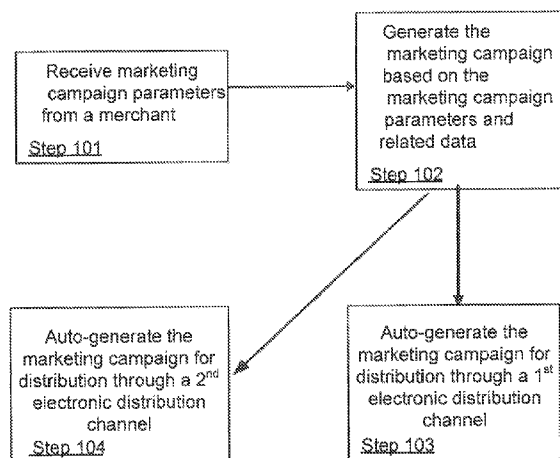 Receive marketing
campaign parameters
from a merchant
Step 101
Generate the
marketing campaign
based on the
marketing campaign
parameters and
related data
Step 102
Auto-generate the
marketing campaign for
distribution through a 2nd
electronic distribution
channel
Step 104
Auto-generate the
marketing campaign for
distribution through a 1st
electronic distribution
channel
Step 103